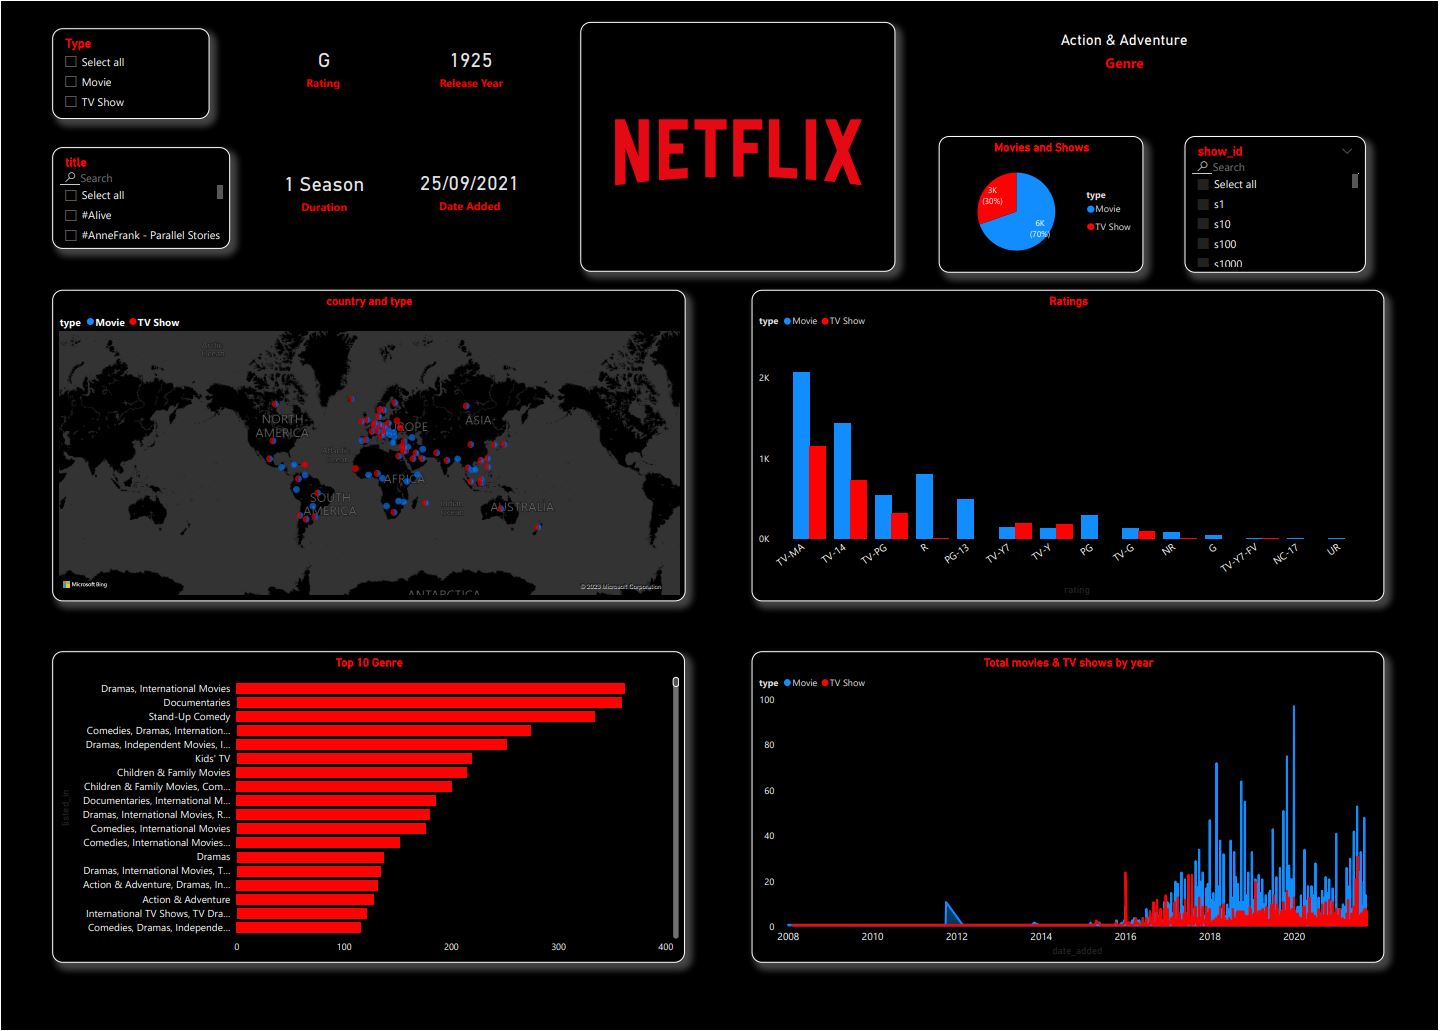 Type
Select all
Movie
TV Show
G
Rating
1925
Release Year
NETFLIX
Action & Adventure
Genre
title
Search
Select all
#Alive
#AnneFrank - Parallel Stories
1 Season
Duration
25/09/2021
Date Added
Movies and Shows
3K
(30%)
6K
(70%)
type
Movie
TV Show
show_id
Search
Select all
s1
s10
s100
s1000
country and type
type Movie TV Show
Arctic
Ocean
NORTH
AMERICA
EUROPE
ASIA
Atlantic
Ocean
AFRICA
SOUTH
AMERICA
Indian
Ocean
AUSTRALIA
ANTARCTICA
Microsoft Bing
© 2023 Microsoft Corporation
Ratings
type Movie TV Show
2K
1K
0K
TV-MA
TV-14
TV-PG
R
PG-13
TV-Y7
TV-Y
PG
TV-G
NR
G
TV-Y7-FV
NC-17
UR
rating
Top 10 Genre
listed_in
Dramas, International Movies
Documentaries
Stand-Up Comedy
Comedies, Dramas, Internation...
Dramas, Independent Movies, I...
Kids' TV
Children & Family Movies
Children & Family Movies, Com...
Documentaries, International M...
Dramas, International Movies, R...
Comedies, International Movies
Comedies, International Movies...
Dramas
Dramas, International Movies, T...
Action & Adventure, Dramas, In...
Action & Adventure
International TV Shows, TV Dra...
Comedies, Dramas, Independe...
0 100 200 300 400
Total movies & TV shows by year
type Movie TV Show
100
80
60
40
20
0
2008 2010 2012 2014 2016 2018 2020
date_added